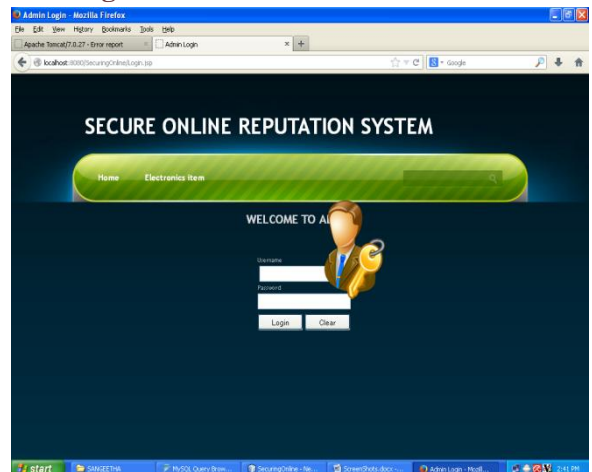 Admin Login - Mozilla Firefox
File Edit View History Bookmarks Tools Help
Apache Tomcat/7.0.27 - Error report
Admin Login
localhost:8080/SecuringOnline/Login.jsp
Google
SECURE ONLINE REPUTATION SYSTEM
Home Electronics item
WELCOME TO
Username
Password
Login Clear
start
SANGEETHA
MySQL Query Brow...
SecuringOnline - Ne...
ScreenShots.docx -...
Admin Login - Mozill...
2:41 PM